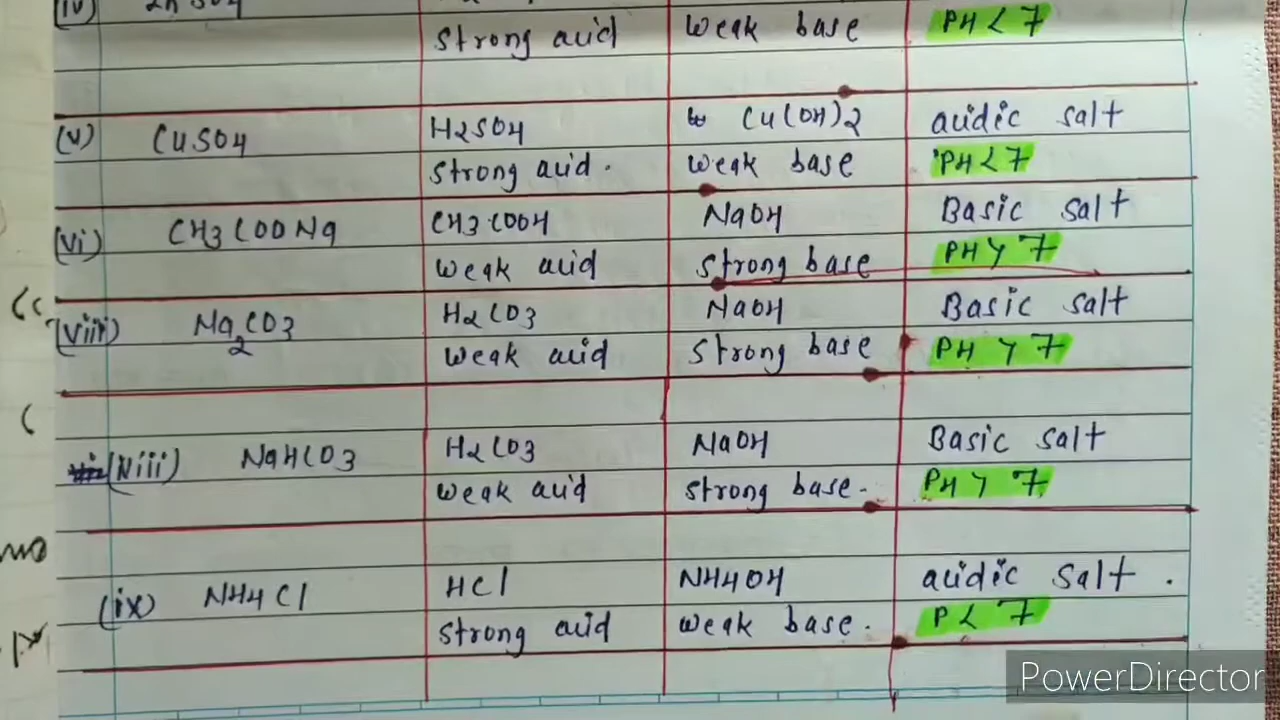 (iv) ZnSO4
Strong acid Weak base PH < 7
(v) CuSO4 H2SO4 Cu(OH)2 acidic salt
Strong acid. Weak base PH < 7
(vi) CH3COONa CH3COOH NaOH Basic salt
Weak acid Strong base PH > 7
(viii) Na2CO3 H2CO3 NaOH Basic salt
Weak acid Strong base PH > 7
(viii) NaHCO3 H2CO3 NaOH Basic salt
Weak acid Strong base. PH > 7
(ix) NH4Cl HCl NH4OH acidic salt.
Strong acid Weak base. P < 7
PowerDirector